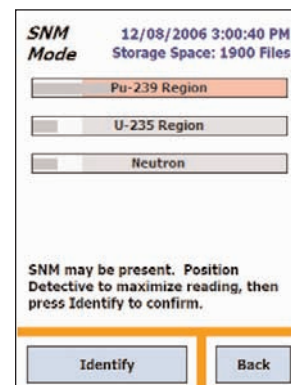 SNM Mode
12/08/2006 3:00:40 PM
Storage Space: 1900 Files
Pu-239 Region
U-235 Region
Neutron
SNM may be present. Position
Detective to maximize reading, then
press Identify to confirm.
Identify
Back